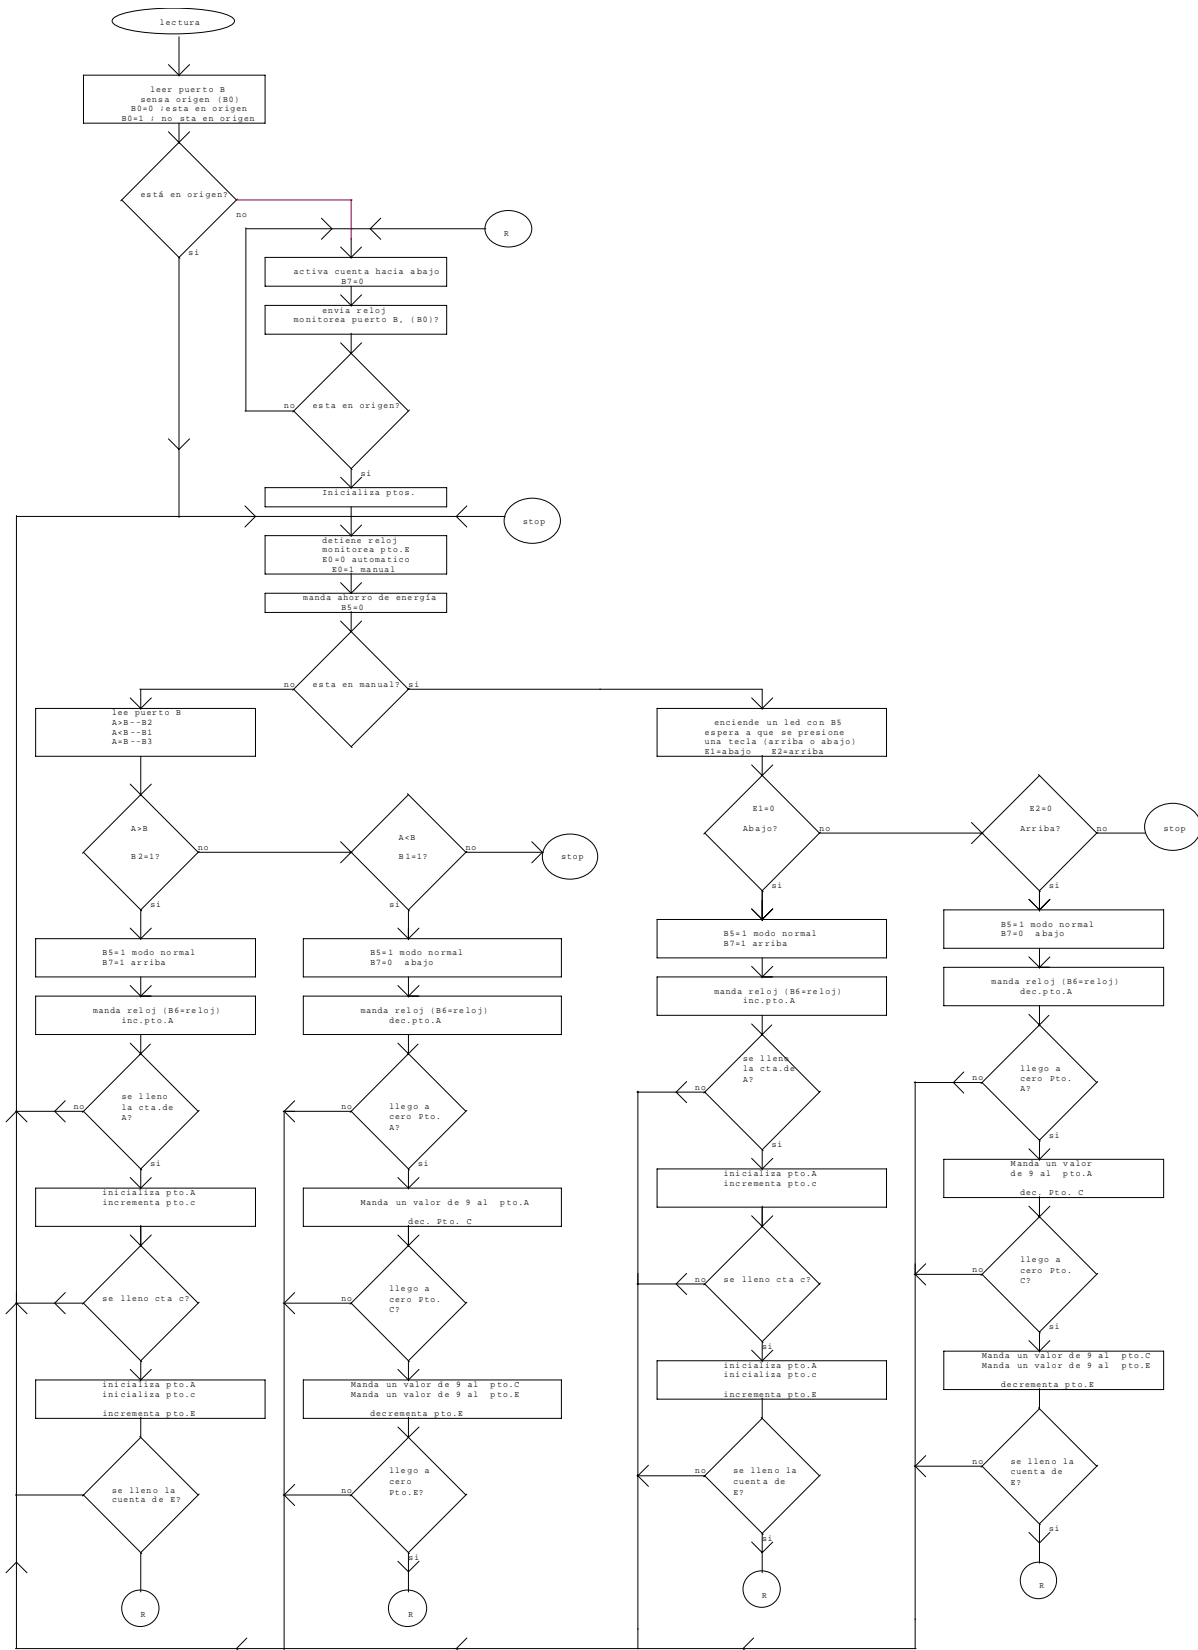 lectura
leer puerto B
sensa origen (B0)
B0=0 ;esta en origen
B0=1 ; no sta en origen
está en origen?
no
si
R
activa cuenta hacia abajo
B7=0
envia reloj
monitorea puerto B, (B0)?
esta en origen?
no
si
Inicializa ptos.
stop
detiene reloj
monitorea pto.E
E0=0 automatico
E0=1 manual
manda ahorro de energía
B5=0
esta en manual?
no
si
lee puerto B
A>B--B2
A<B--B1
A=B--B3
enciende un led con B5
espera a que se presione
una tecla (arriba o abajo)
E1=abajo   E2=arriba
A>B
B2=1?
no
si
A<B
B1=1?
no
si
stop
E1=0
Abajo?
no
si
E2=0
Arriba?
no
si
stop
B5=1 modo normal
B7=1 arriba
B5=1 modo normal
B7=0  abajo
B5=1 modo normal
B7=1 arriba
B5=1 modo normal
B7=0  abajo
manda reloj (B6=reloj)
inc.pto.A
manda reloj (B6=reloj)
dec.pto.A
manda reloj (B6=reloj)
inc.pto.A
manda reloj (B6=reloj)
dec.pto.A
se lleno
la cta.de
A?
no
si
llego a
cero Pto.
A?
no
si
se lleno
la cta.de
A?
no
si
llego a
cero Pto.
A?
no
si
inicializa pto.A
incrementa pto.c
Manda un valor de 9 al  pto.A
dec. Pto. C
inicializa pto.A
incrementa pto.c
Manda un valor
de 9 al  pto.A
dec. Pto. C
se lleno cta c?
llego a
cero Pto.
C?
no
se lleno cta c?
no
si
llego a
cero Pto.
C?
no
si
inicializa pto.A
inicializa pto.c
incrementa pto.E
Manda un valor de 9 al  pto.C
Manda un valor de 9 al  pto.E
decrementa pto.E
inicializa pto.A
inicializa pto.c
incrementa pto.E
Manda un valor de 9 al  pto.C
Manda un valor de 9 al  pto.E
decrementa pto.E
se lleno la
cuenta de E?
llego a
cero
Pto.E?
no
si
se lleno la
cuenta de
E?
no
si
se lleno la
cuenta de
E?
no
si
R
R
R
R